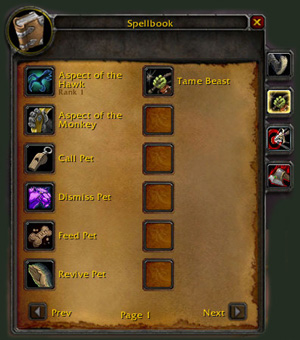 Spellbook
Aspect of the
Hawk
Rank 1
Tame Beast
Aspect of the
Monkey
Call Pet
Dismiss Pet
Feed Pet
Revive Pet
Prev
Page 1
Next